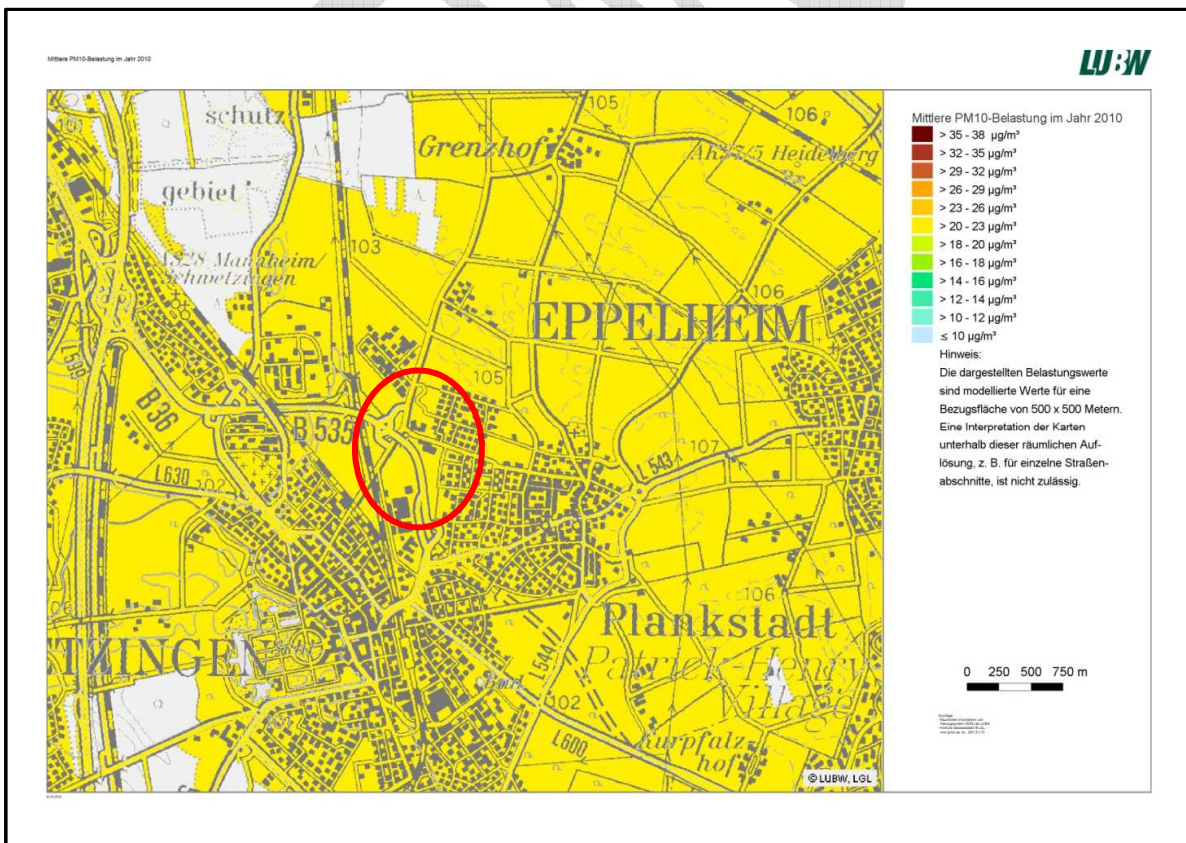 Mittlere PM10-Belastung im Jahr 2010
LUBW
schutz
gebiet
Grenzhof
105
106
103
EPPELHEIM
106
105
B 36
B 535
L630
102
107
L 543
106
Plankstadt
TZINGEN
Patrick-Henry
Village
L544
102
L600
Kurpfalz-
hof
© LUBW, LGL
Mittlere PM10-Belastung im Jahr 2010
> 35 - 38 µg/m³
> 32 - 35 µg/m³
> 29 - 32 µg/m³
> 26 - 29 µg/m³
> 23 - 26 µg/m³
> 20 - 23 µg/m³
> 18 - 20 µg/m³
> 16 - 18 µg/m³
> 14 - 16 µg/m³
> 12 - 14 µg/m³
> 10 - 12 µg/m³
≤ 10 µg/m³
Hinweis:
Die dargestellten Belastungswerte
sind modellierte Werte für eine
Bezugsfläche von 500 x 500 Metern.
Eine Interpretation der Karten
unterhalb dieser räumlichen Auf-
lösung, z. B. für einzelne Straßen-
abschnitte, ist nicht zulässig.
0 250 500 750 m